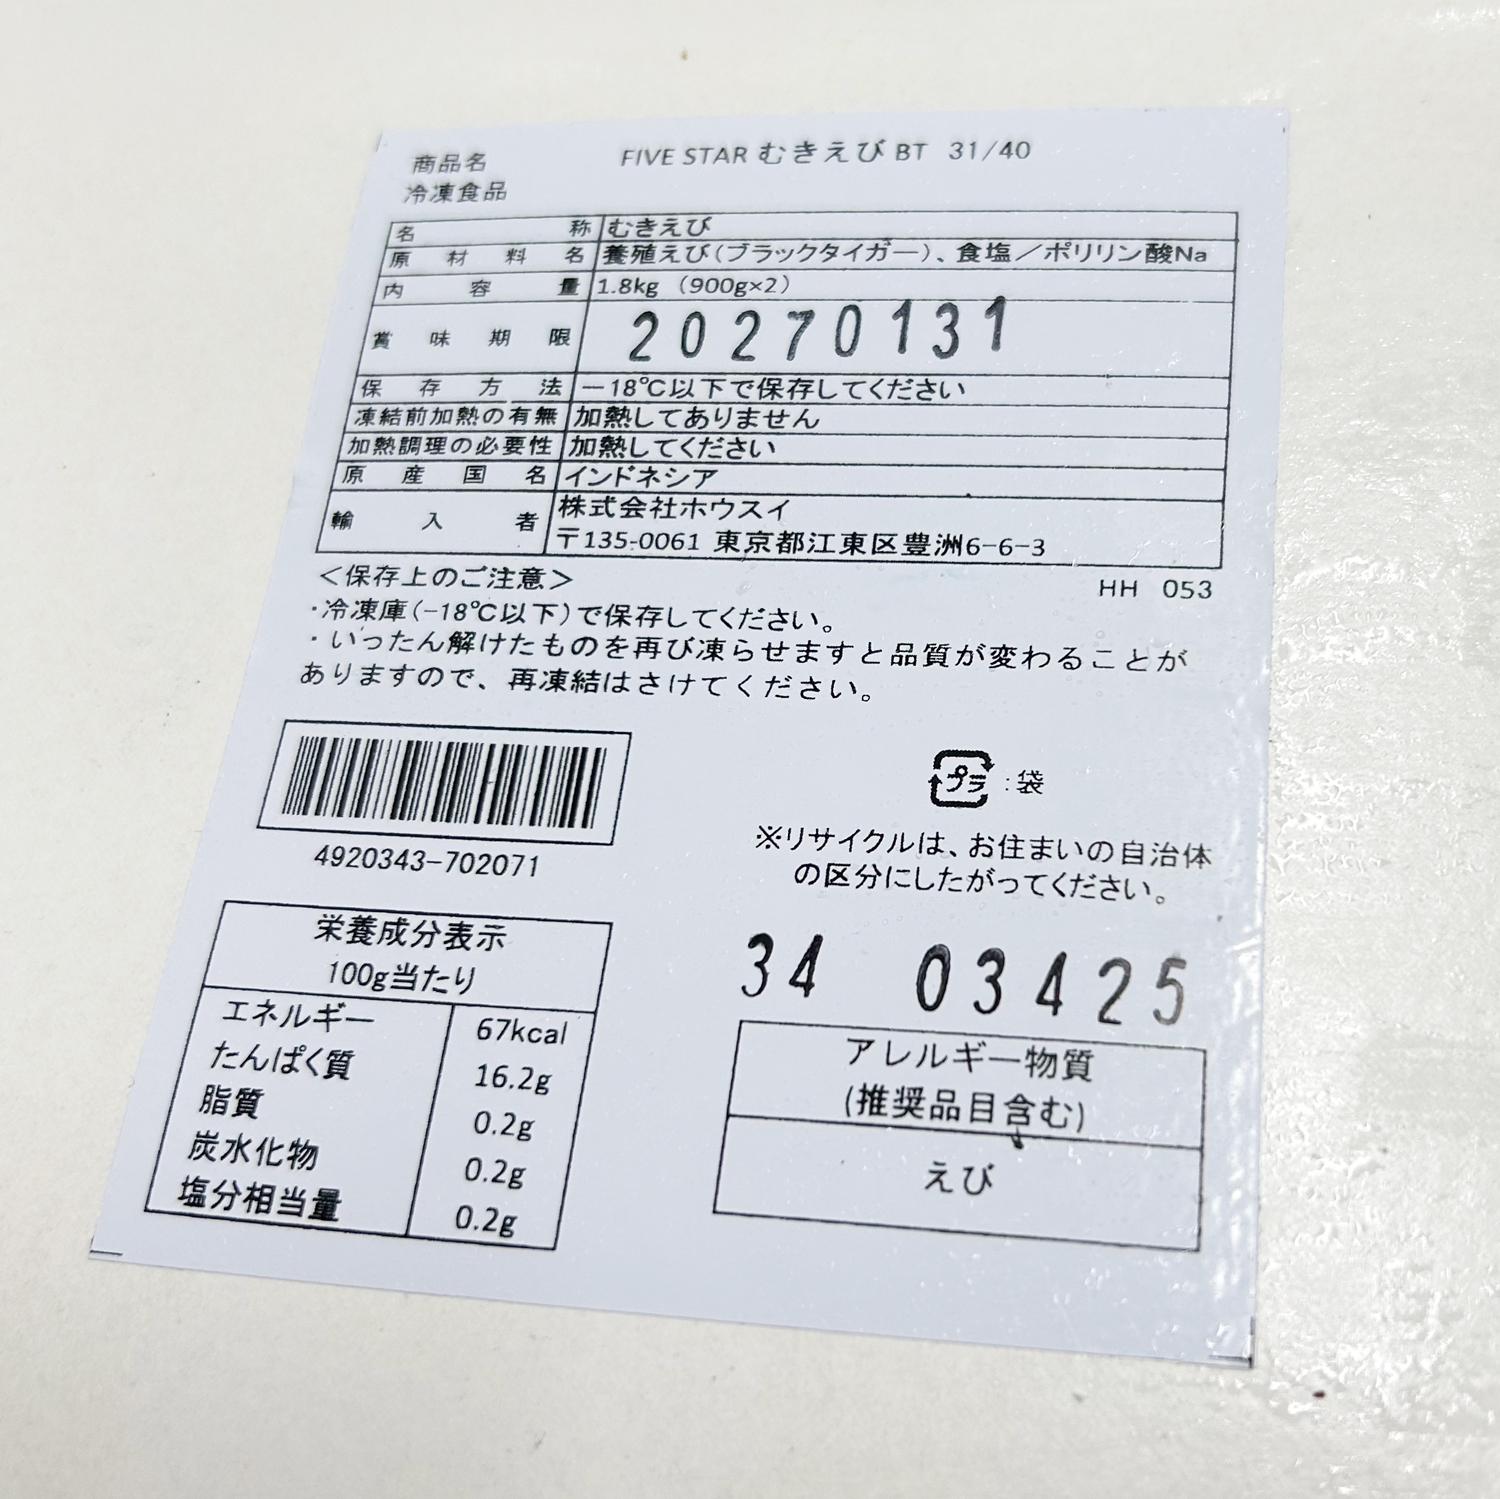 商品名 FIVE STAR むきえび BT 31/40
冷凍食品
名称 むきえび
原材料名 養殖えび(ブラックタイガー)、食塩／ポリリン酸Na
内容量 1.8kg (900g×2)
賞味期限 20270131
保存方法 －18℃以下で保存してください
凍結前加熱の有無 加熱してありません
加熱調理の必要性 加熱してください
原産国名 インドネシア
輸入者 株式会社ホウスイ
〒135-0061 東京都江東区豊洲6-6-3
＜保存上のご注意＞ HH 053
・冷凍庫(-18℃以下)で保存してください。
・いったん解けたものを再び凍らせますと品質が変わることが
ありますので、再凍結はさけてください。
4920343-702071
プラ :袋
※リサイクルは、お住まいの自治体
の区分にしたがってください。
栄養成分表示
100g当たり
エネルギー 67kcal
たんぱく質 16.2g
脂質 0.2g
炭水化物 0.2g
塩分相当量 0.2g
34 03425
アレルギー物質
(推奨品目含む)
えび